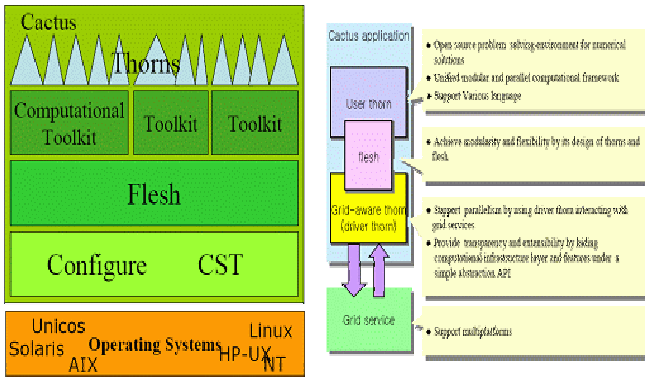 Cactus
Thorns
Computational
Toolkit
Toolkit
Toolkit
Flesh
Configure CST
Unicos
Linux
Solaris
Operating Systems
HP-UX
AIX
NT
Cactus application
User thorn
flesh
Grid-aware thorn
(driver thorn)
Grid service
♦ Open source problem solving-environment for numerical
solutions
♦ Unified modular and parallel computational framework
♦ Support Various language
♦ Achieve modularity and flexibility by its design of thorns and
flesh.
♦ Support parallelism by using driver thorn interacting with
grid services
♦ Provide transparency and extensibility by hiding
computational infrastructure layer and features under a
simple abstraction API
♦ Support multiplatforms